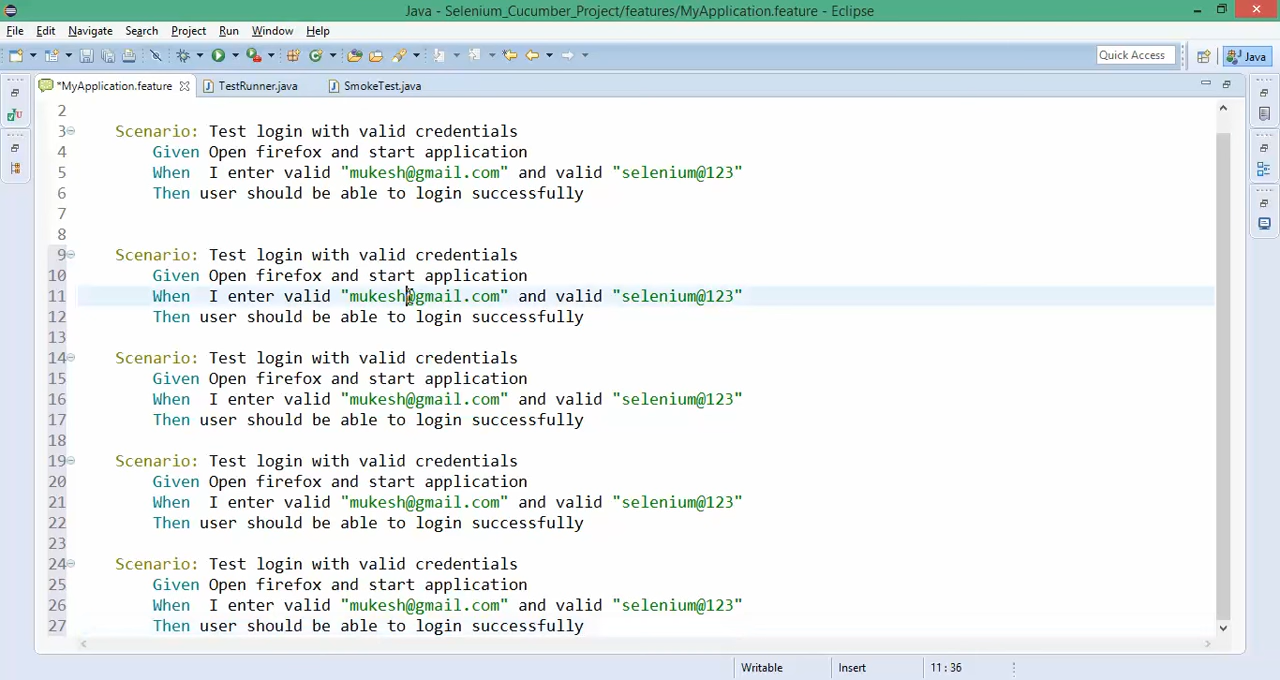 Java - Selenium_Cucumber_Project/features/MyApplication.feature - Eclipse
File Edit Navigate Search Project Run Window Help
Quick Access Java
*MyApplication.feature TestRunner.java SmokeTest.java
2
3 Scenario: Test login with valid credentials
4 Given Open firefox and start application
5 When I enter valid "mukesh@gmail.com" and valid "selenium@123"
6 Then user should be able to login successfully
7
8
9 Scenario: Test login with valid credentials
10 Given Open firefox and start application
11 When I enter valid "mukesh@gmail.com" and valid "selenium@123"
12 Then user should be able to login successfully
13
14 Scenario: Test login with valid credentials
15 Given Open firefox and start application
16 When I enter valid "mukesh@gmail.com" and valid "selenium@123"
17 Then user should be able to login successfully
18
19 Scenario: Test login with valid credentials
20 Given Open firefox and start application
21 When I enter valid "mukesh@gmail.com" and valid "selenium@123"
22 Then user should be able to login successfully
23
24 Scenario: Test login with valid credentials
25 Given Open firefox and start application
26 When I enter valid "mukesh@gmail.com" and valid "selenium@123"
27 Then user should be able to login successfully
Writable Insert 11 : 36